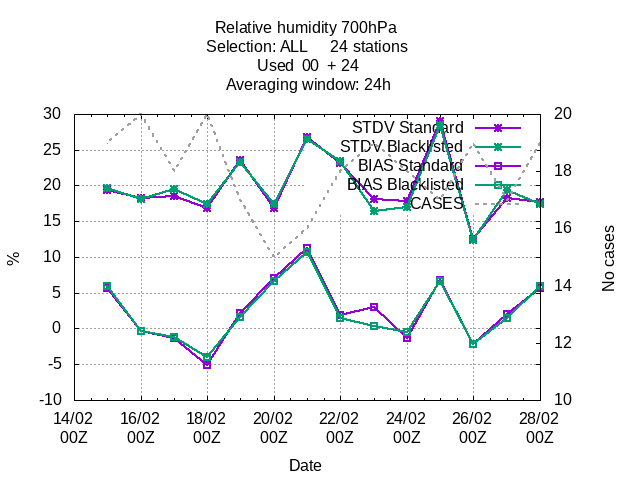 Relative humidity 700hPa
Selection: ALL 24 stations
Used 00 + 24
Averaging window: 24h
30
25
20
15
10
5
0
-5
-10
%
20
18
16
14
12
10
No cases
STDV Standard
STDV Blacklisted
BIAS Standard
BIAS Blacklisted
CASES
14/02 16/02 18/02 20/02 22/02 24/02 26/02 28/02
00Z 00Z 00Z 00Z 00Z 00Z 00Z 00Z
Date